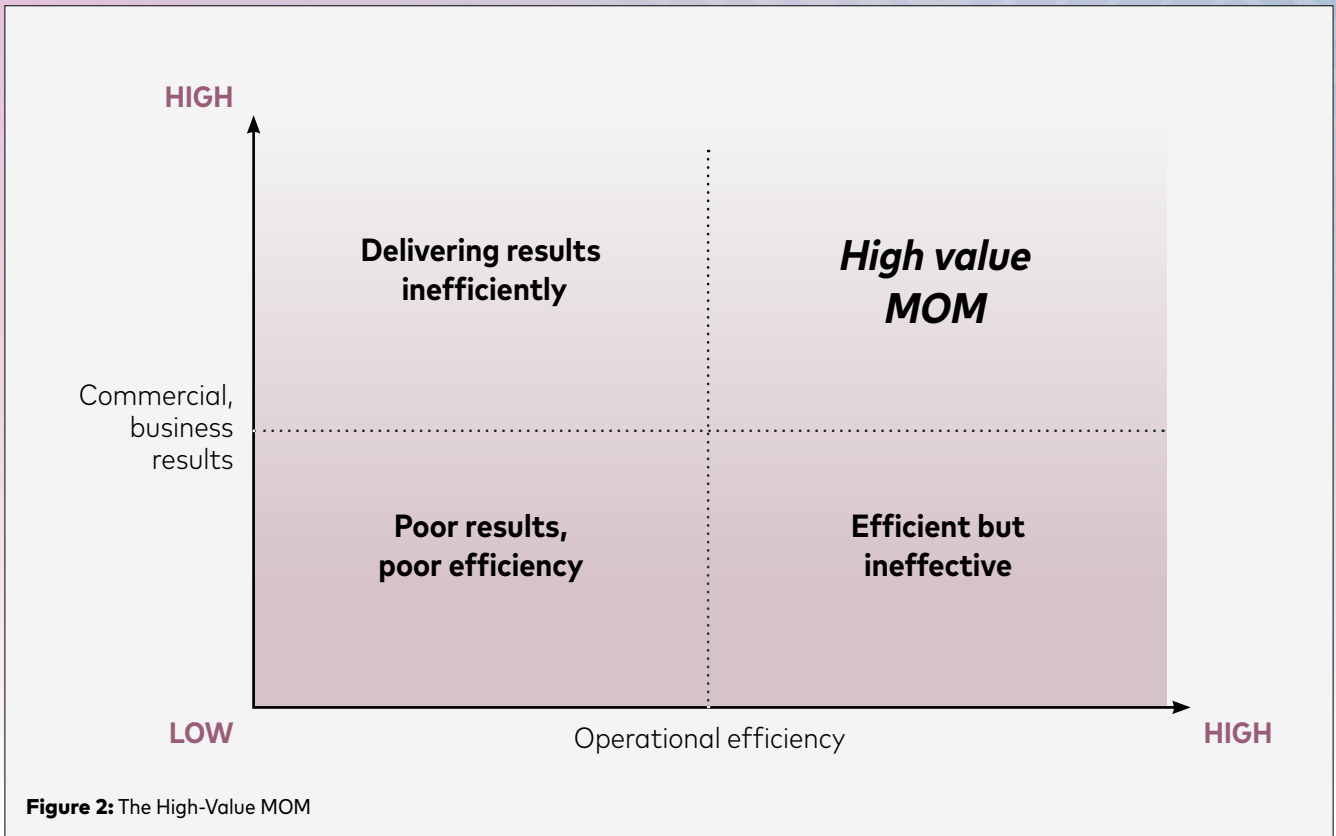 HIGH
Delivering results
inefficiently
High value
MOM
Commercial,
business
results
Poor results,
poor efficiency
Efficient but
ineffective
LOW
Operational efficiency
HIGH
Figure 2: The High-Value MOM